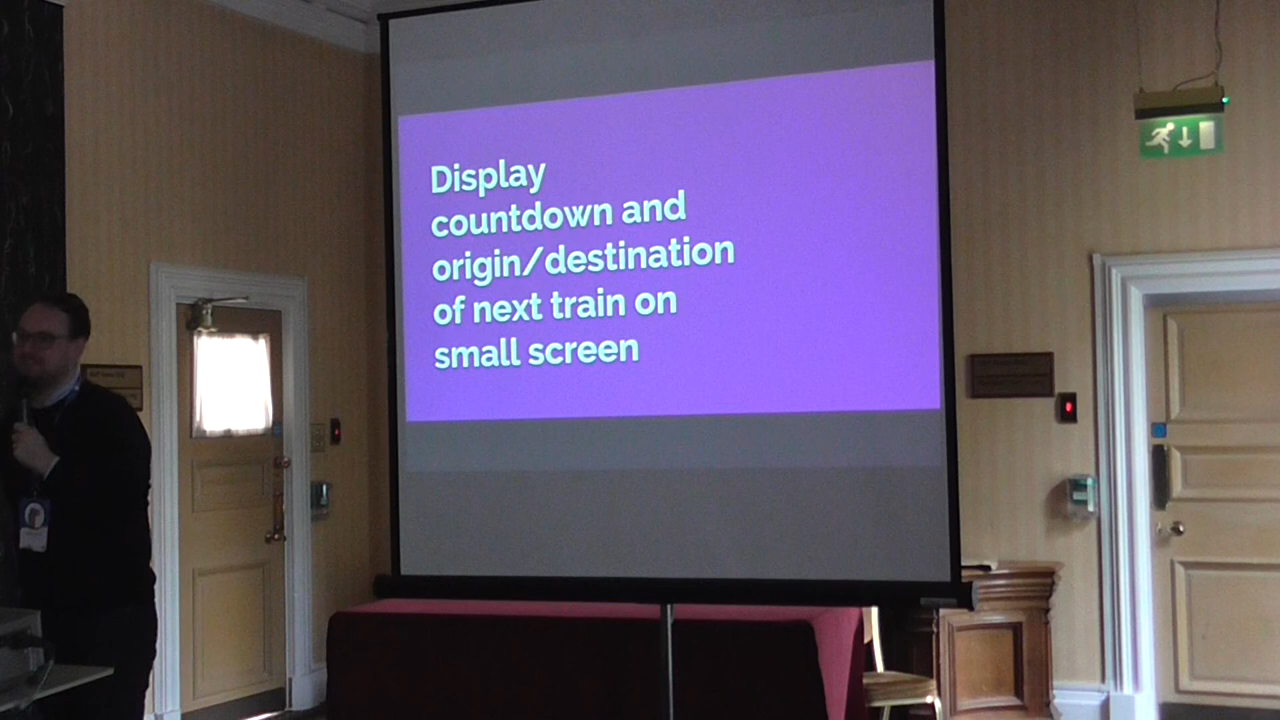 Display
countdown and
origin/destination
of next train on
small screen